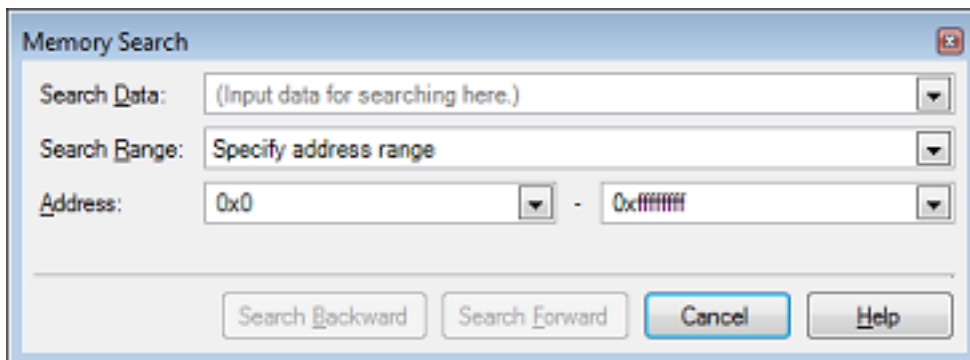 Memory Search
Search Data: (Input data for searching here.)
Search Range: Specify address range
Address: 0x0 - 0xffffffff
Search Backward Search Forward Cancel Help